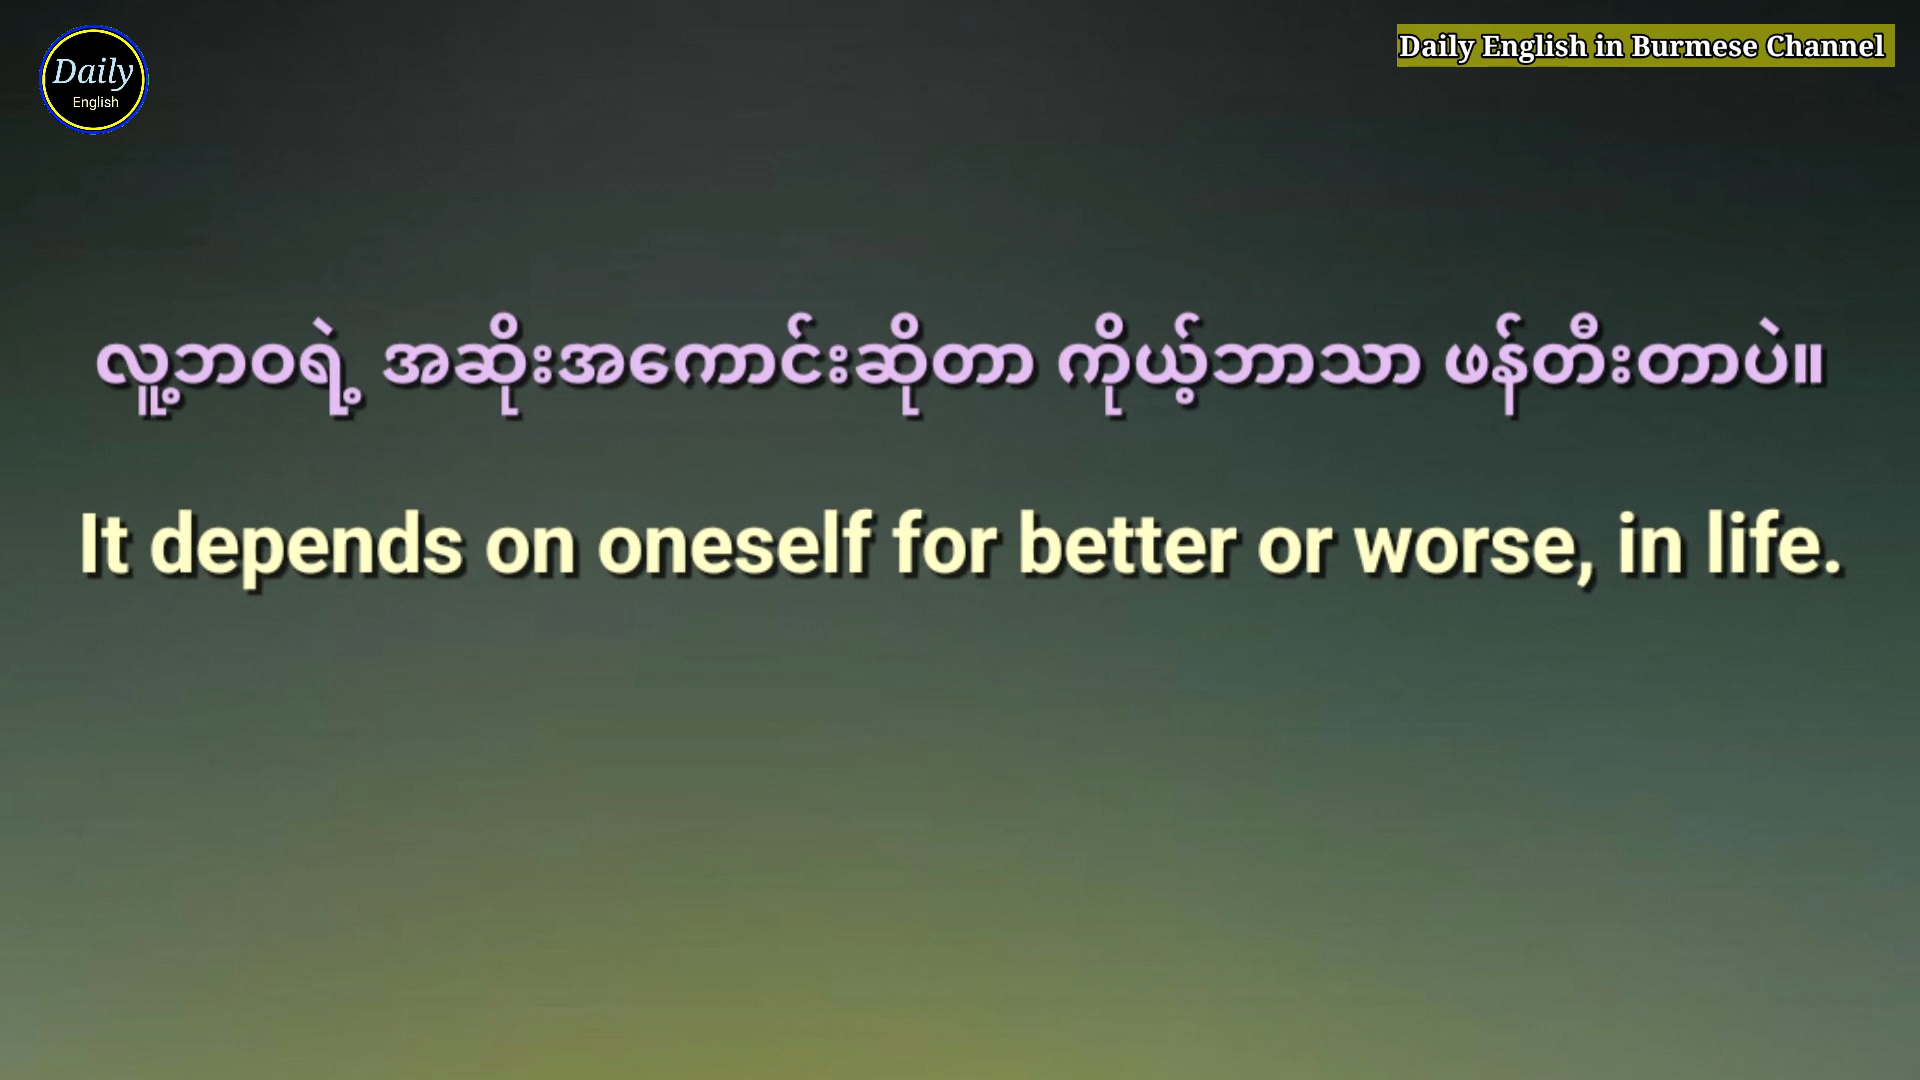 Daily
English
Daily English in Burmese Channel
လူ့ဘဝရဲ့ အဆိုးအကောင်းဆိုတာ ကိုယ့်ဘာသာ ဖန်တီးတာပဲ။
It depends on oneself for better or worse, in life.